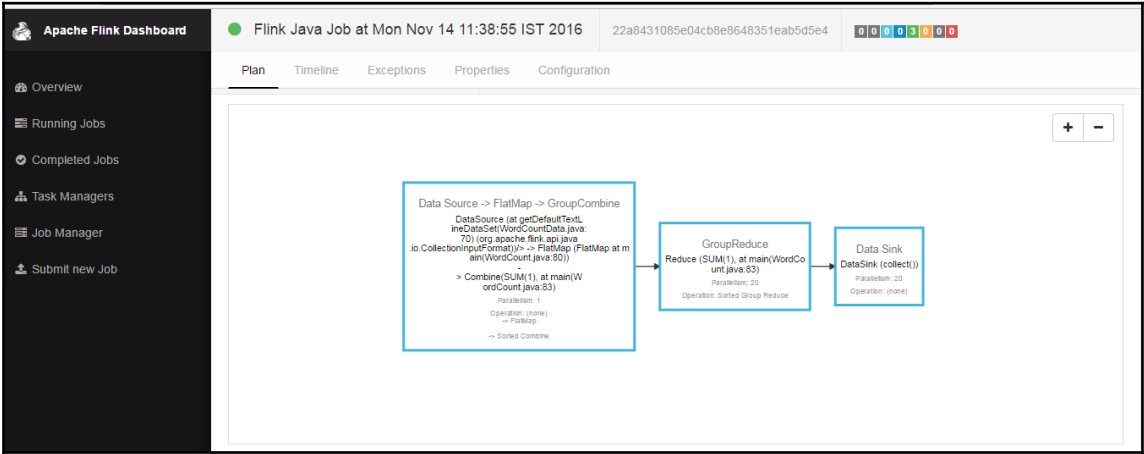 Apache Flink Dashboard
Flink Java Job at Mon Nov 14 11:38:55 IST 2016
22a8431085e04cb8e8648351eab5d5e4
0 0 0 0 3 0 0 0 0
Plan
Timeline
Exceptions
Properties
Configuration
Overview
Running Jobs
Completed Jobs
Task Managers
Job Manager
Submit new Job
+
−
Data Source -> FlatMap -> GroupCombine
DataSource (at getDefaultTextL
ineDataSet(WordCountData.java:
70) (org.apache.flink.api.java
.io.CollectionInputFormat))/> -> FlatMap (FlatMap at m
ain(WordCount.java:80))
-
> Combine(SUM(1), at main(W
ordCount.java:83)
Parallelism: 1
Operation: (none)
-> FlatMap
-> Sorted Combine
GroupReduce
Reduce (SUM(1), at main(WordCo
unt.java:83)
Parallelism: 20
Operation: Sorted Group Reduce
Data Sink
DataSink (collect())
Parallelism: 20
Operation: (none)